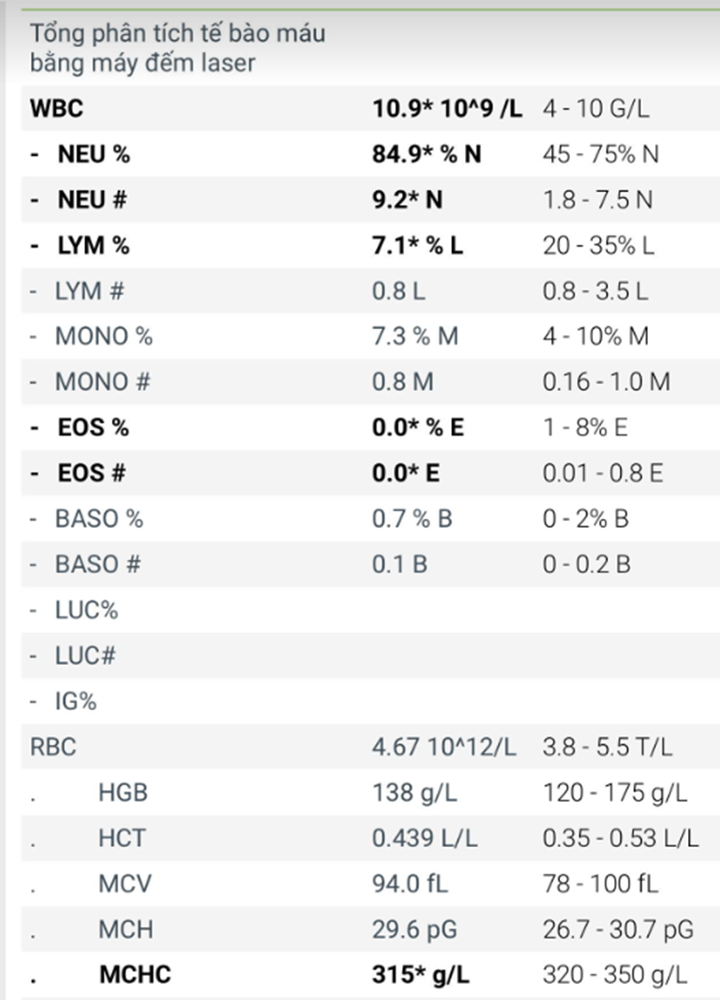 Tổng phân tích tế bào máu
bằng máy đếm laser
WBC 10.9* 10^9 /L 4 - 10 G/L
- NEU % 84.9* % N 45 - 75% N
- NEU # 9.2* N 1.8 - 7.5 N
- LYM % 7.1* % L 20 - 35% L
- LYM # 0.8 L 0.8 - 3.5 L
- MONO % 7.3 % M 4 - 10% M
- MONO # 0.8 M 0.16 - 1.0 M
- EOS % 0.0* % E 1 - 8% E
- EOS # 0.0* E 0.01 - 0.8 E
- BASO % 0.7 % B 0 - 2% B
- BASO # 0.1 B 0 - 0.2 B
- LUC%
- LUC#
- IG%
RBC 4.67 10^12/L 3.8 - 5.5 T/L
. HGB 138 g/L 120 - 175 g/L
. HCT 0.439 L/L 0.35 - 0.53 L/L
. MCV 94.0 fL 78 - 100 fL
. MCH 29.6 pG 26.7 - 30.7 pG
. MCHC 315* g/L 320 - 350 g/L